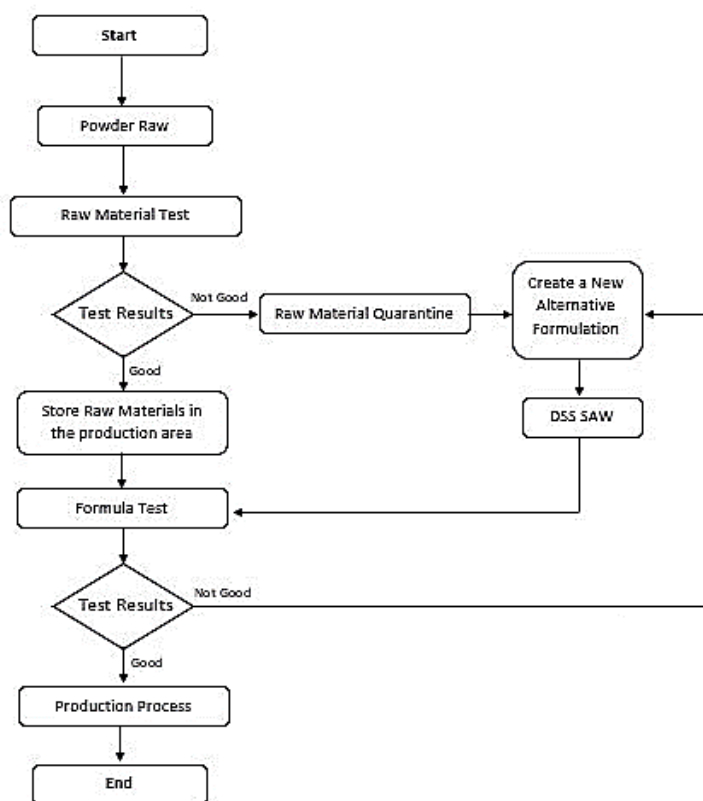 Start
Powder Raw
Raw Material Test
Test Results
Not Good
Raw Material Quarantine
Create a New
Alternative
Formulation
Good
Store Raw Materials in
the production area
DSS SAW
Formula Test
Test Results
Not Good
Good
Production Process
End